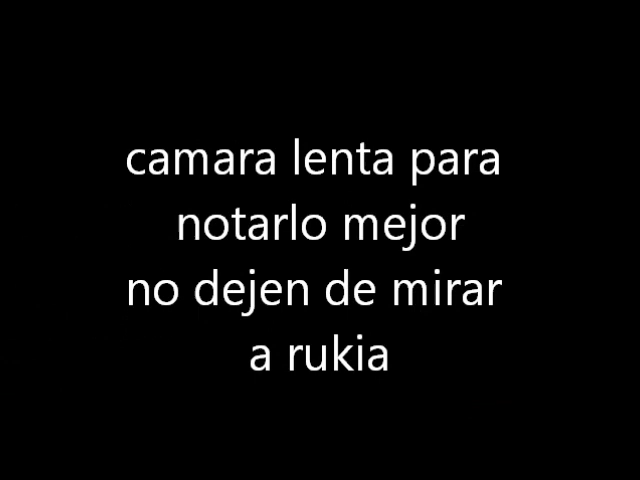 camara lenta para
notarlo mejor
no dejen de mirar
a rukia